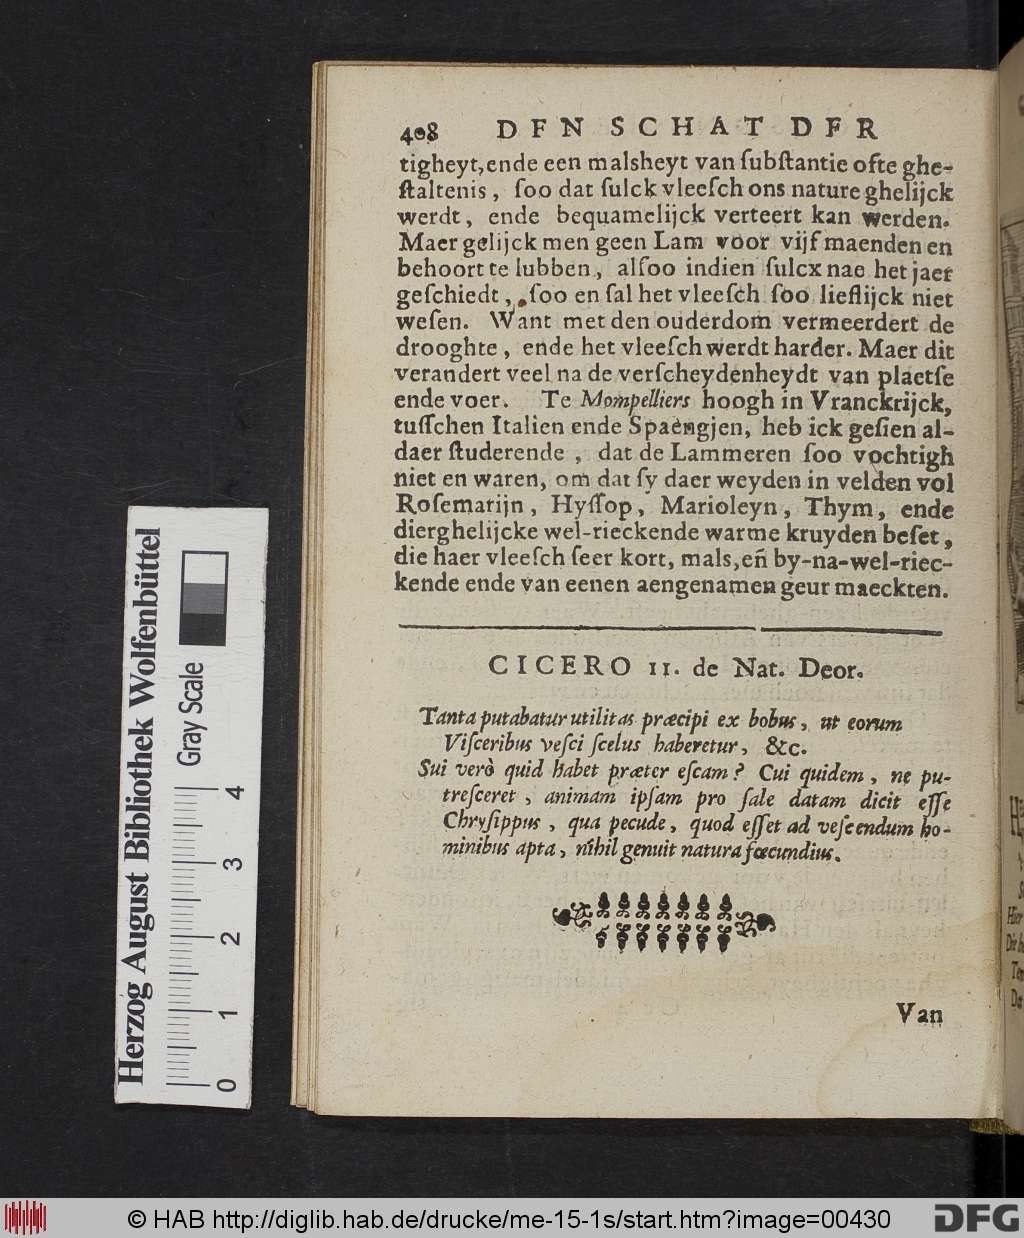 408 DEN SCHAT DER
tigheyt, ende een malsheyt van ſubſtantie ofte ghe-
ſtaltenis, ſoo dat ſulck vleeſch ons nature ghelijck
werdt, ende bequamelijck verteert kan werden.
Maer gelijck men geen Lam voor vijf maenden en
behoort te lubben, alſoo indien ſulcx nae het jaer
geſchiedt, ſoo en ſal het vleeſch ſoo lieflijck niet
weſen. Want met den ouderdom vermeerdert de
drooghte, ende het vleeſch werdt harder. Maer dit
verandert veel na de verſcheydenheydt van plaetſe
ende voer. Te Mompelliers hoogh in Vranckrijck,
tuſſchen Italien ende Spaengjen, heb ick geſien al-
daer ſtuderende, dat de Lammeren ſoo vochtigh
niet en waren, om dat ſy daer weyden in velden vol
Roſemarijn, Hyſſop, Marioleyn, Thym, ende
dierghelijcke wel-rieckende warme kruyden beſet,
die haer vleeſch ſeer kort, mals, eñ by-na-wel-riec-
kende ende van eenen aengenamen geur maeckten.
CICERO II. de Nat. Deor.
Tanta putabatur utilitas præcipi ex bobus, ut eorum
Viſceribus veſci ſcelus haberetur, &c.
Sui verò quid habet præter eſcam? Cui quidem, ne pu-
treſceret, animam ipſam pro ſale datam dicit eſſe
Chryſippus, qua pecude, quod eſſet ad veſcendum ho-
minibus apta, nihil genuit natura fœcundius.
Van
Herzog August Bibliothek Wolfenbüttel
Gray Scale
0 1 2 3 4
© HAB http://diglib.hab.de/drucke/me-15-1s/start.htm?image=00430
DFG